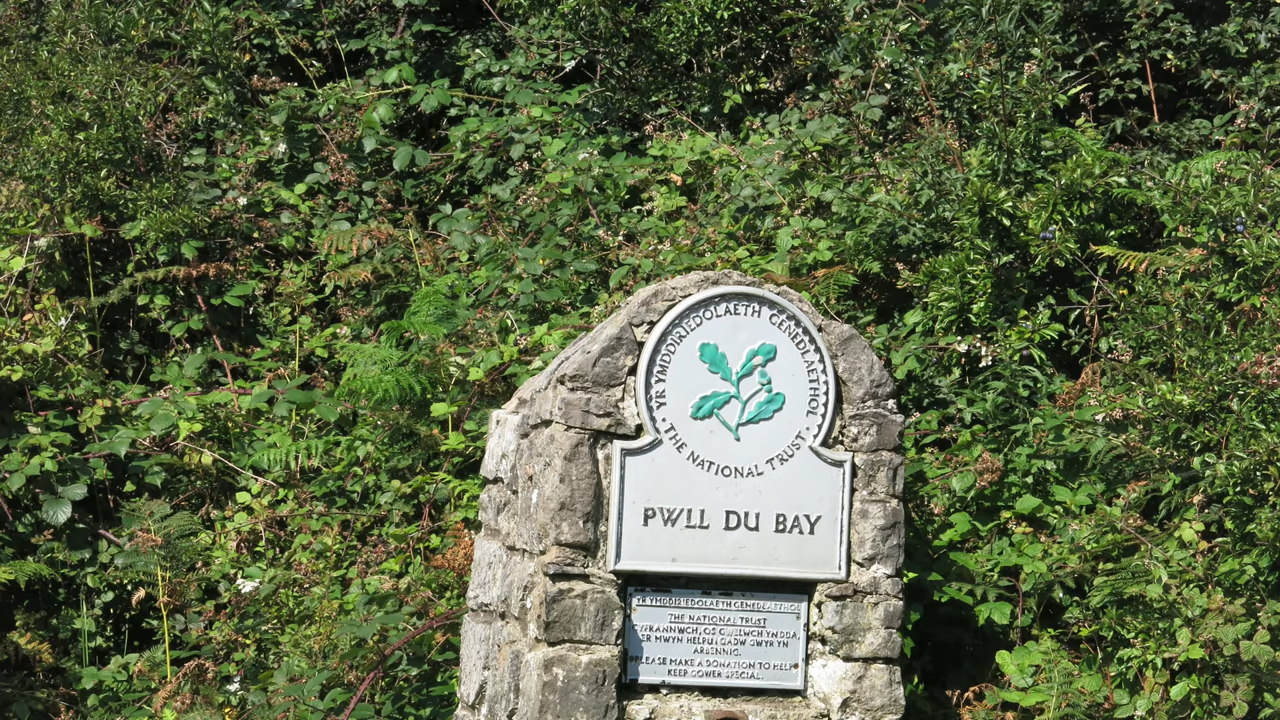 YR YMDDIRIEDOLAETH GENEDLAETHOL
· THE NATIONAL TRUST ·
PWLL DU BAY
YR YMDDIRIEDOLAETH GENEDLAETHOL
THE NATIONAL TRUST
CYFRANNWCH, OS GWELWCH YN DDA,
ER MWYN HELPU I GADW GWYR YN
ARBENNIG.
PLEASE MAKE A DONATION TO HELP
KEEP GOWER SPECIAL.